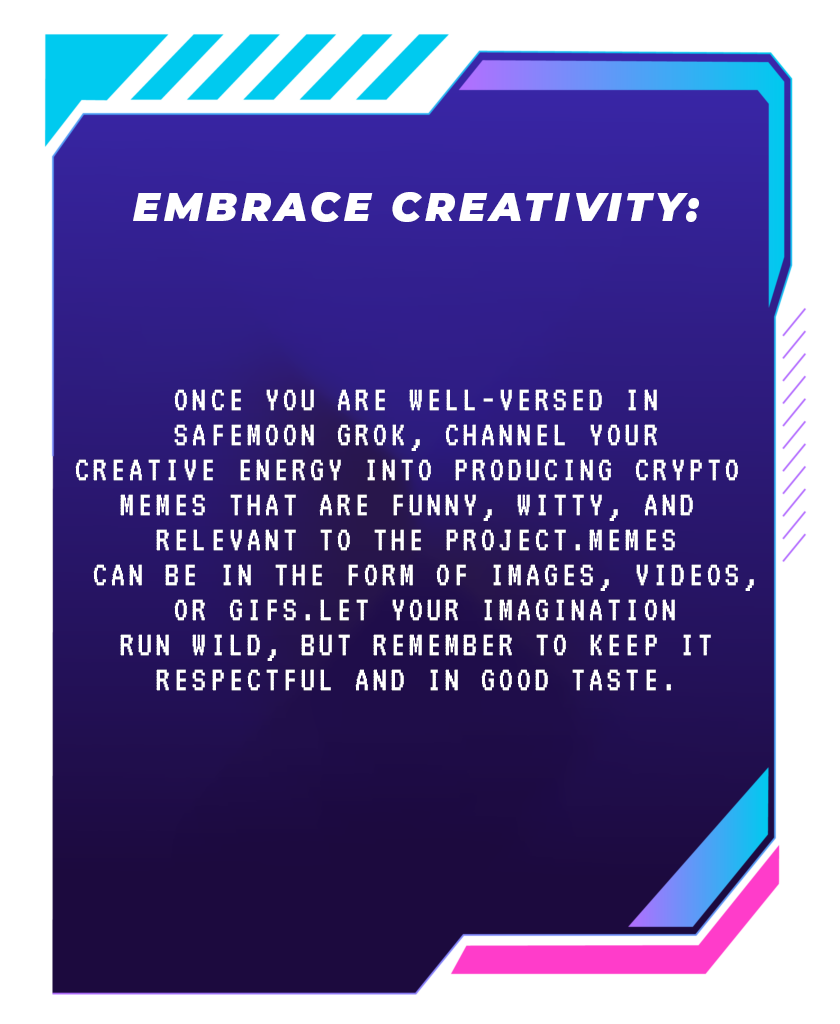 EMBRACE CREATIVITY:
ONCE YOU ARE WELL-VERSED IN
SAFEMOON GROK, CHANNEL YOUR
CREATIVE ENERGY INTO PRODUCING CRYPTO
MEMES THAT ARE FUNNY, WITTY, AND
RELEVANT TO THE PROJECT.MEMES
CAN BE IN THE FORM OF IMAGES, VIDEOS,
OR GIFS.LET YOUR IMAGINATION
RUN WILD, BUT REMEMBER TO KEEP IT
RESPECTFUL AND IN GOOD TASTE.